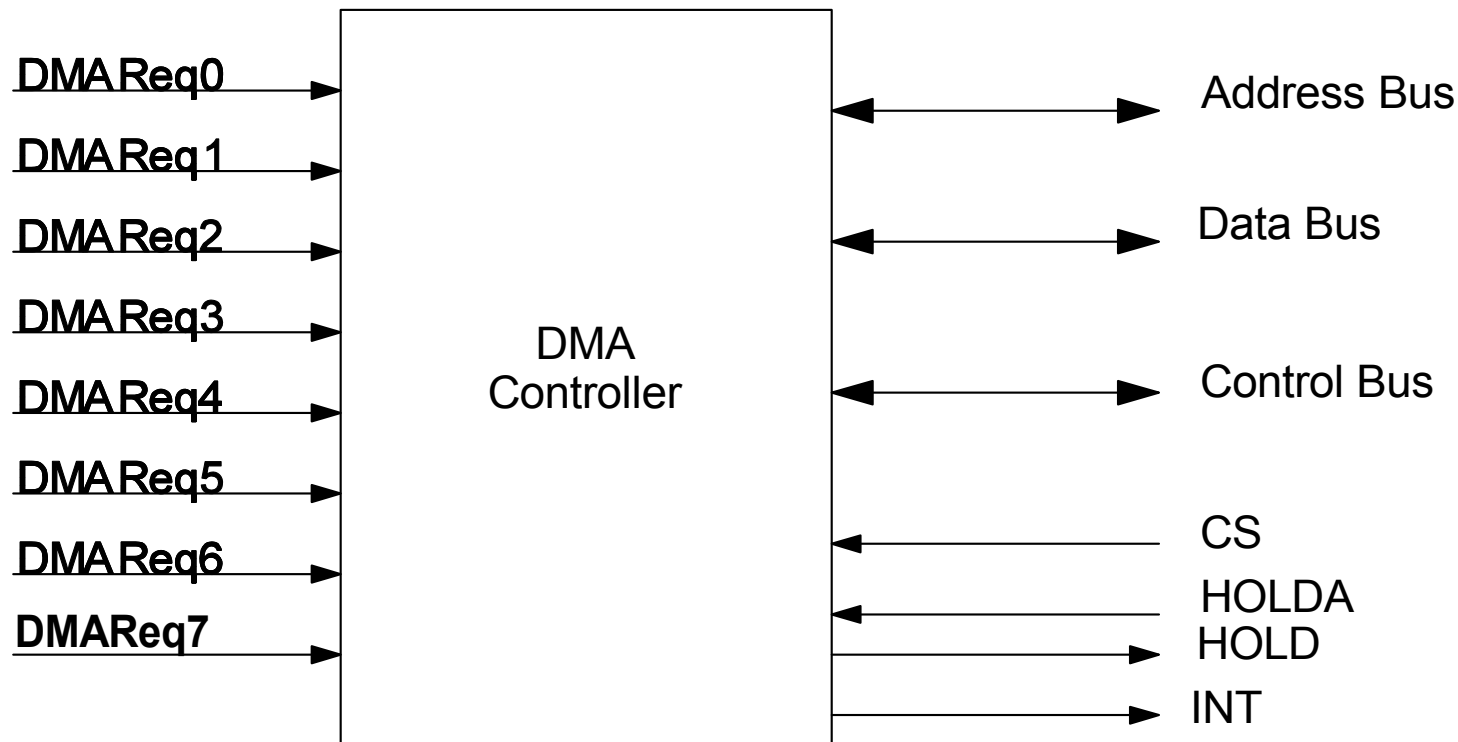 DMAReq0
DMAReq1
DMAReq2
DMAReq3
DMAReq4
DMAReq5
DMAReq6
DMAReq7
DMA
Controller
Address Bus
Data Bus
Control Bus
CS
HOLDA
HOLD
INT